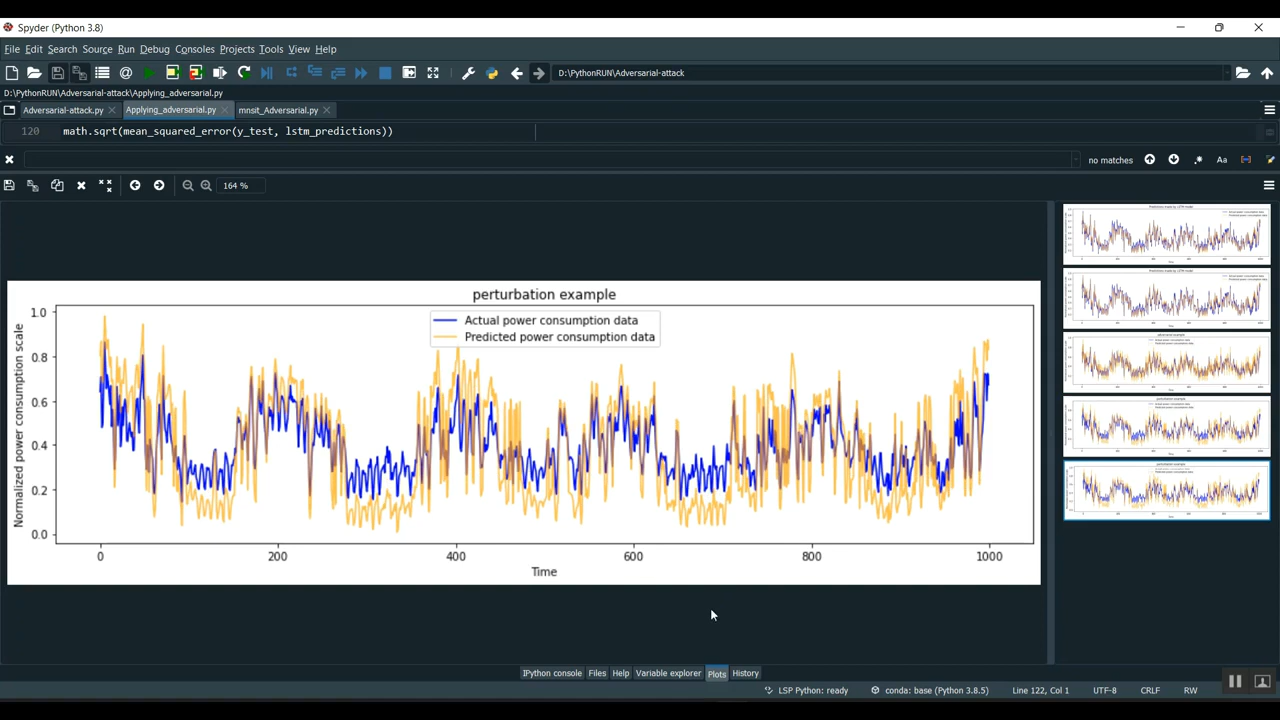 Spyder (Python 3.8)
File Edit Search Source Run Debug Consoles Projects Tools View Help
D:\PythonRUN\Adversarial-attack
D:\PythonRUN\Adversarial-attack\Applying_adversarial.py
Adversarial-attack.py Applying_adversarial.py mnsit_Adversarial.py
120 math.sqrt(mean_squared_error(y_test, lstm_predictions))
no matches Aa
164 %
perturbation example
Actual power consumption data
Predicted power consumption data
Normalized power consumption scale
1.0
0.8
0.6
0.4
0.2
0.0
0 200 400 600 800 1000
Time
IPython console Files Help Variable explorer Plots History
LSP Python: ready conda: base (Python 3.8.5) Line 122, Col 1 UTF-8 CRLF RW